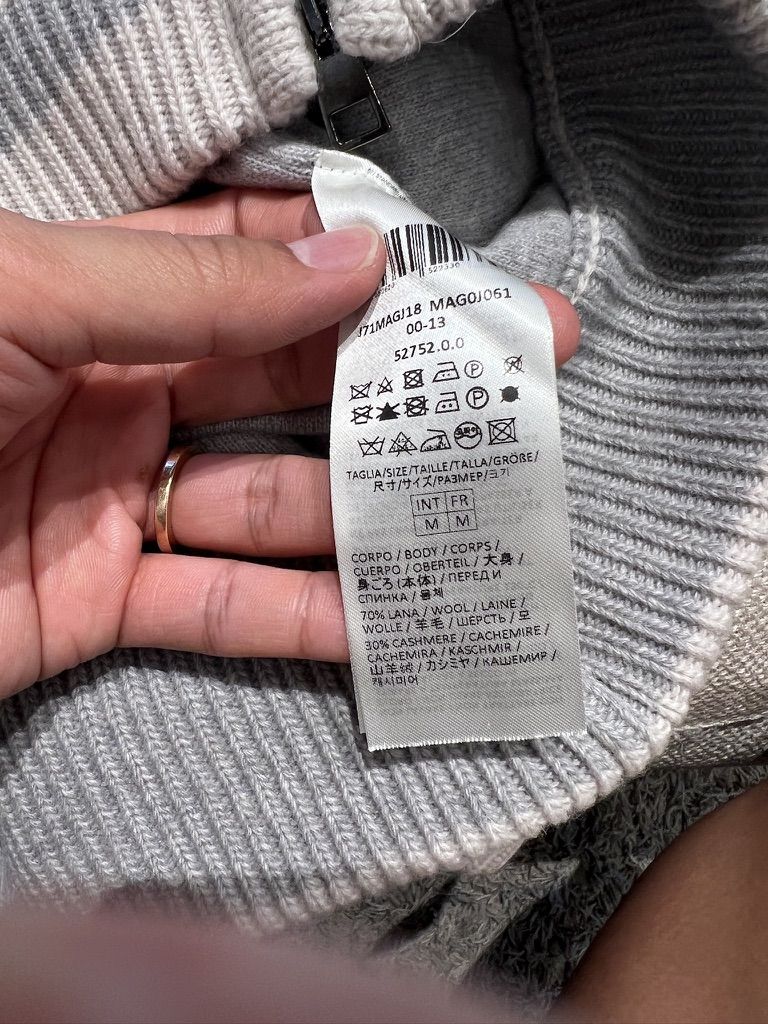 J71MAGJ18 MAG0J061
00-13
52752.0.0
TAGLIA/SIZE/TAILLE/TALLA/GRÖßE/
尺寸/サイズ/РАЗМЕР/크기
INT FR
M M
CORPO / BODY / CORPS /
CUERPO / OBERTEIL / 大身 /
身ごろ (本体) / ПЕРЕД И
СПИНКА / 몸체
70% LANA / WOOL / LAINE /
WOLLE / 羊毛 / ШЕРСТЬ / 모
30% CASHMERE / CACHEMIRE /
CACHEMIRA / KASCHMIR /
山羊绒 / カシミヤ / КАШЕМИР /
캐시미어